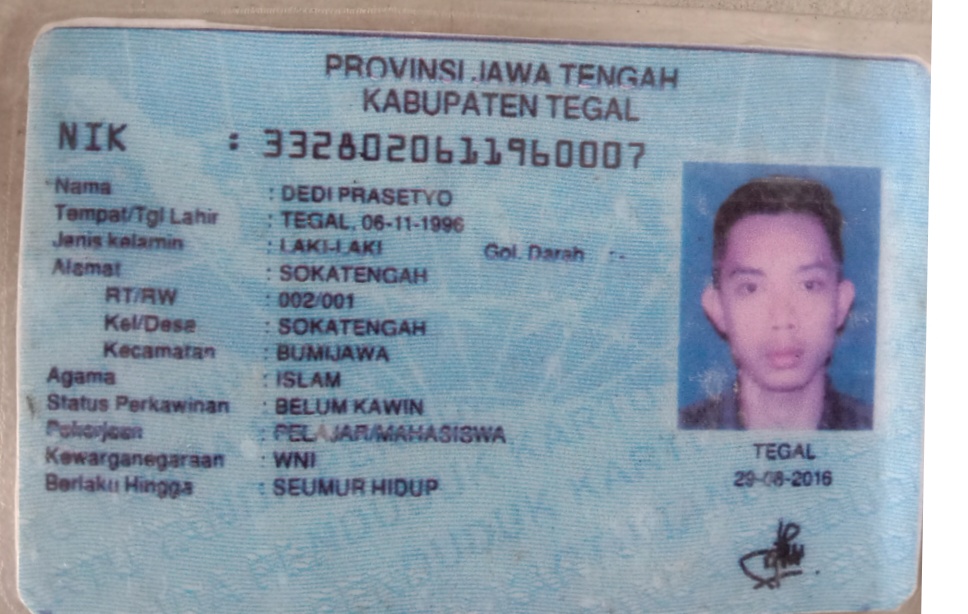 PROVINSI JAWA TENGAH
KABUPATEN TEGAL
NIK : 3328020611960007
Nama : DEDI PRASETYO
Tempat/Tgl Lahir : TEGAL, 06-11-1996
Jenis kelamin : LAKI-LAKI Gol. Darah : -
Alamat : SOKATENGAH
RT/RW : 002/001
Kel/Desa : SOKATENGAH
Kecamatan : BUMIJAWA
Agama : ISLAM
Status Perkawinan : BELUM KAWIN
Pekerjaan : PELAJAR/MAHASISWA
Kewarganegaraan : WNI
Berlaku Hingga : SEUMUR HIDUP
TEGAL
29-08-2016